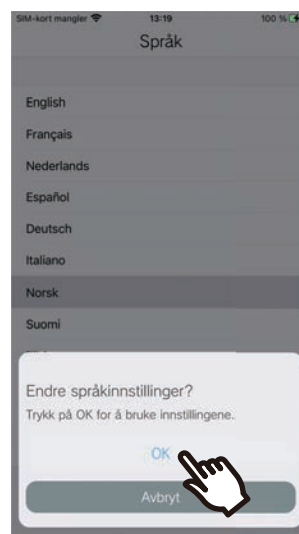 SIM-kort mangler 13:19 100 %
Språk
English
Français
Nederlands
Español
Deutsch
Italiano
Norsk
Suomi
Endre språkinnstillinger?
Trykk på OK for å bruke innstillingene.
OK
Avbryt